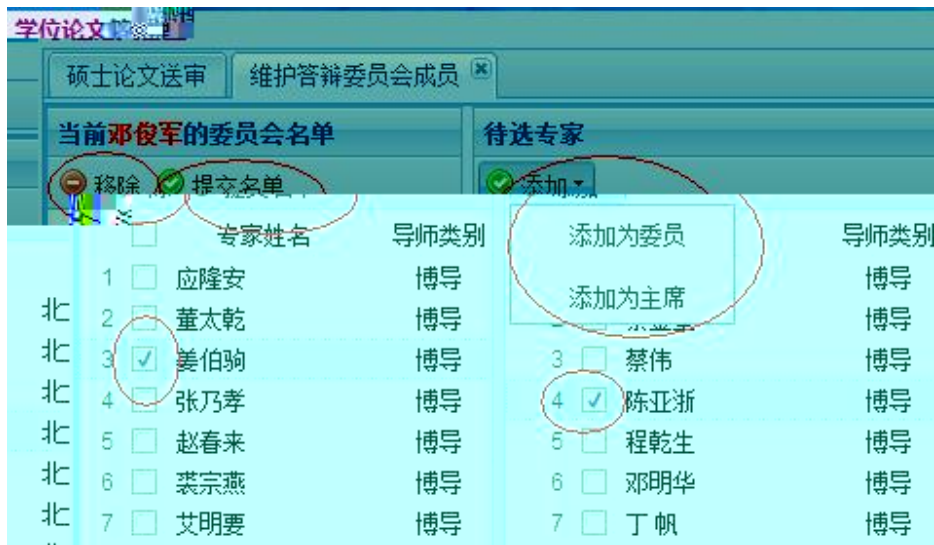 学位论文
硕士论文送审 维护答辩委员会成员
当前邓俊军的委员会名单 待选专家
移除 提交名单 添加
专家姓名 导师类别 添加为委员 导师类别
1 应隆安 博导 博导
添加为主席
北 2 董太乾 博导 博导
北 3 姜伯驹 博导 3 蔡伟 博导
北 4 张乃孝 博导 4 陈亚浙 博导
北 5 赵春来 博导 5 程乾生 博导
北 6 裘宗燕 博导 6 邓明华 博导
北 7 艾明要 博导 7 丁帆 博导